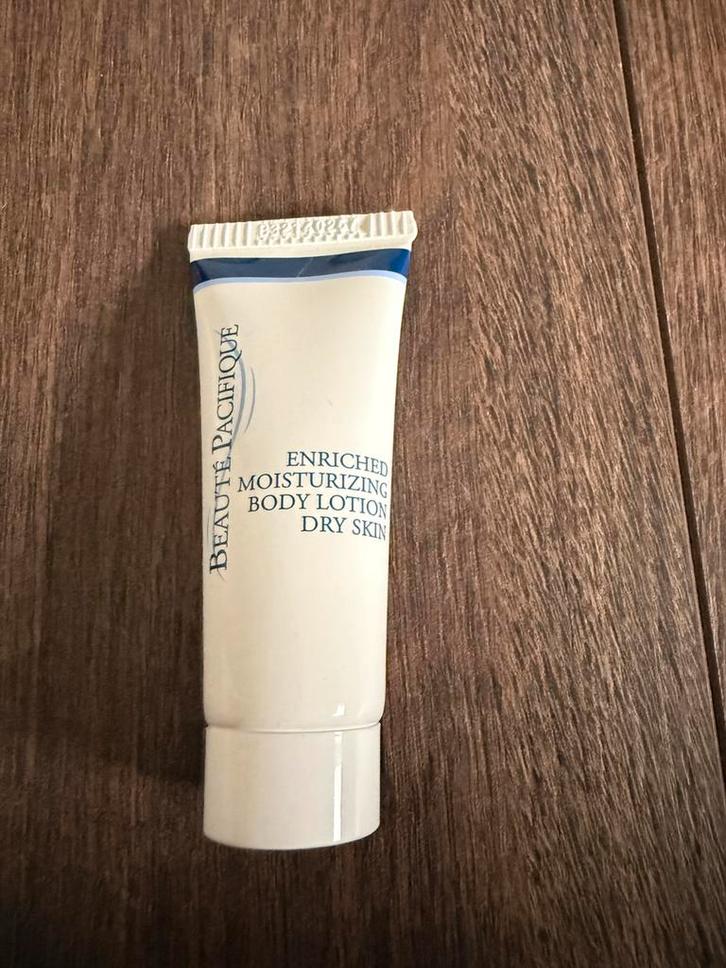 BEAUTÉ PACIFIQUE
ENRICHED
MOISTURIZING
BODY LOTION
DRY SKIN